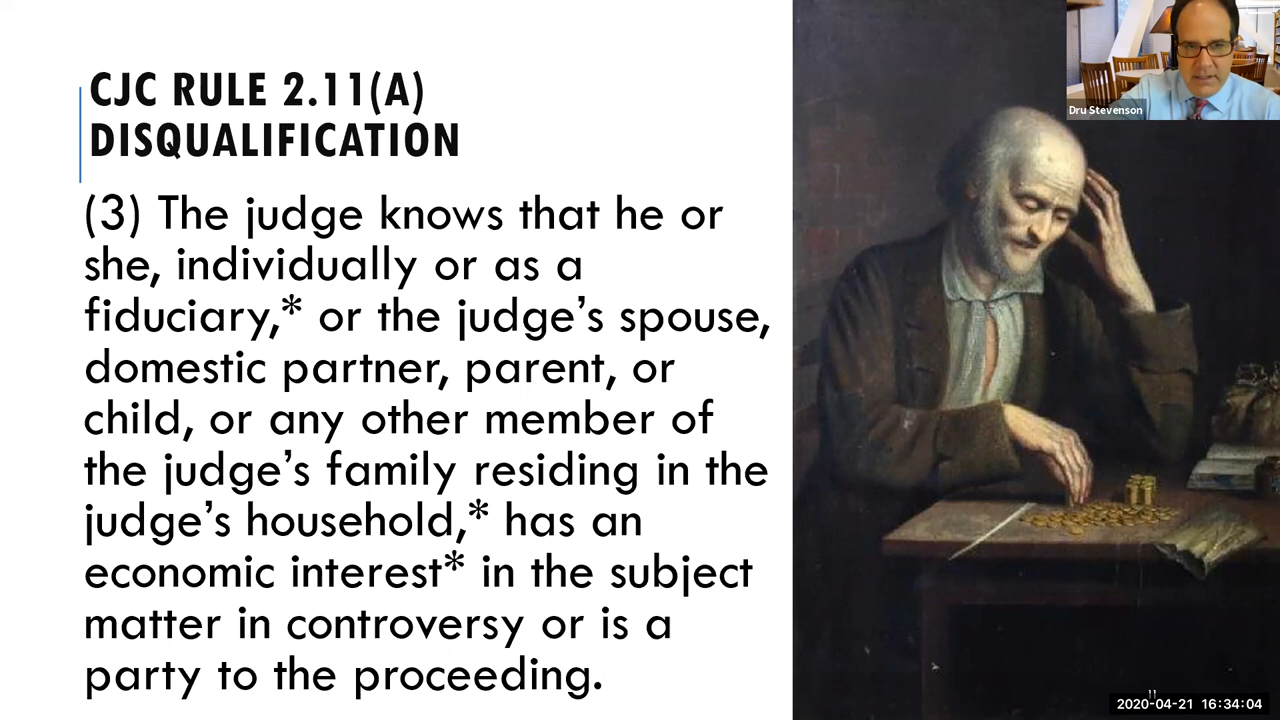 CJC RULE 2.11(A)
DISQUALIFICATION
(3) The judge knows that he or
she, individually or as a
fiduciary,* or the judge’s spouse,
domestic partner, parent, or
child, or any other member of
the judge’s family residing in the
judge’s household,* has an
economic interest* in the subject
matter in controversy or is a
party to the proceeding.
Dru Stevenson
11
2020-04-21 16:34:04